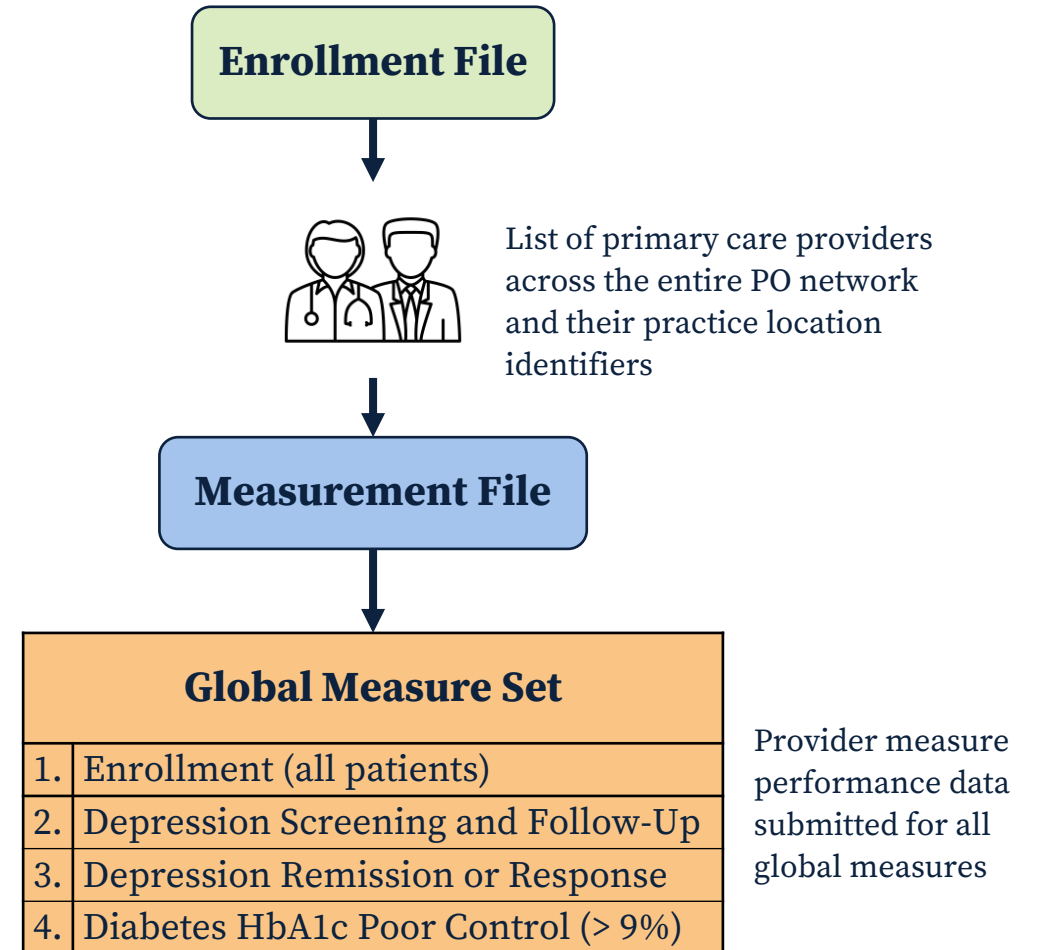 Enrollment File
List of primary care providers
across the entire PO network
and their practice location
identifiers
Measurement File
Global Measure Set
1. Enrollment (all patients)
2. Depression Screening and Follow-Up
3. Depression Remission or Response
4. Diabetes HbA1c Poor Control (> 9%)
Provider measure
performance data
submitted for all
global measures